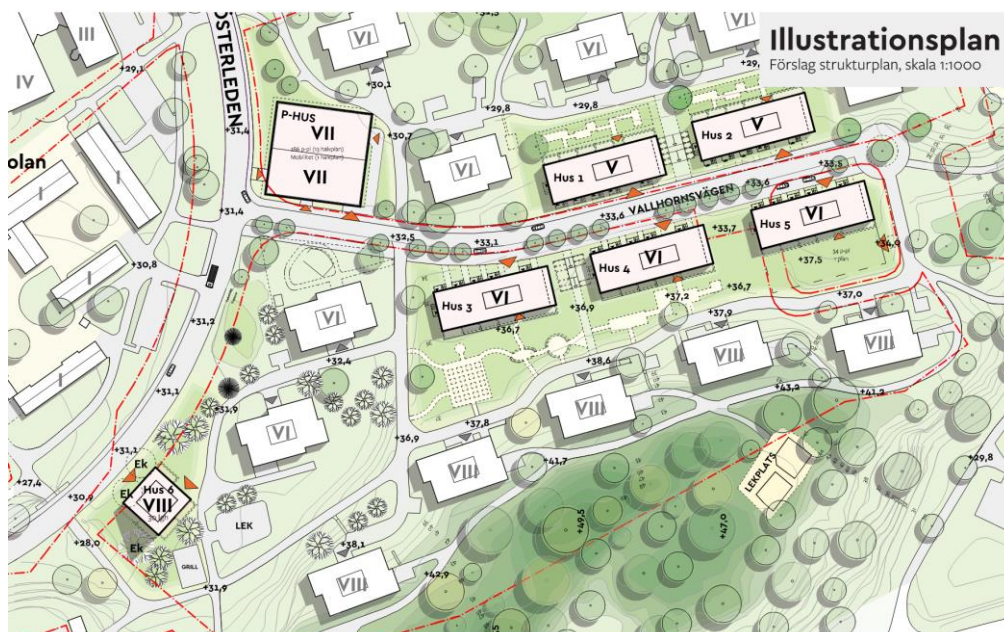 Illustrationsplan
Förslag strukturplan, skala 1:1000
III
IV
+29,1
ÖSTERLEDEN
VI
VI
VI
+30,1
+29,8
+29,8
+29,
P-HUS
VII
VII
+31,4
+30,7
VI
Hus 1
V
Hus 2
V
+33,5
olan
I
I
I
I
I
+31,4
+33,6
VALLHORNSVÄGEN
+33,6
+32,5
+33,1
+33,7
Hus 5
VI
+34,0
34 p-pl
+37,5
+30,8
Hus 3
VI
Hus 4
VI
+36,9
+37,2
+36,7
+37,0
+31,2
VI
+36,7
+37,9
VIII
VIII
+32,4
+38,6
+31,1
+31,9
VI
VIII
+43,2
+41,2
+36,9
+37,8
VIII
+41,7
+31,1
Ek
Ek
Hus 6
VIII
Ek
+27,4
+30,9
+28,0
LEK
GRILL
+31,9
+38,1
VIII
+42,9
+49,5
+47,0
LEKPLATS
+29,8